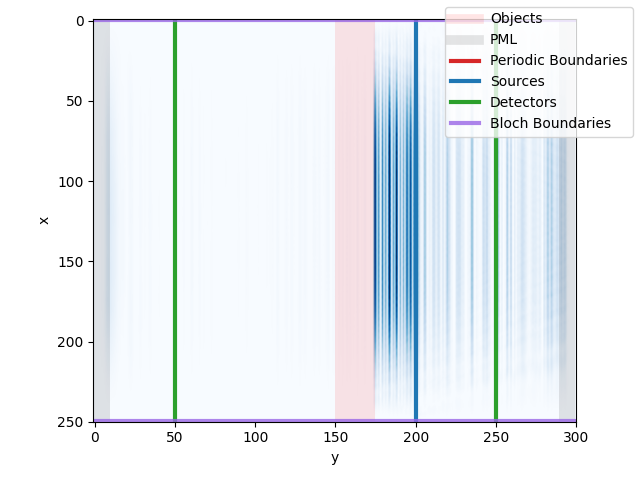 Objects
PML
Periodic Boundaries
Sources
Detectors
Bloch Boundaries
0
50
100
150
200
250
x
0
50
100
150
200
250
300
y